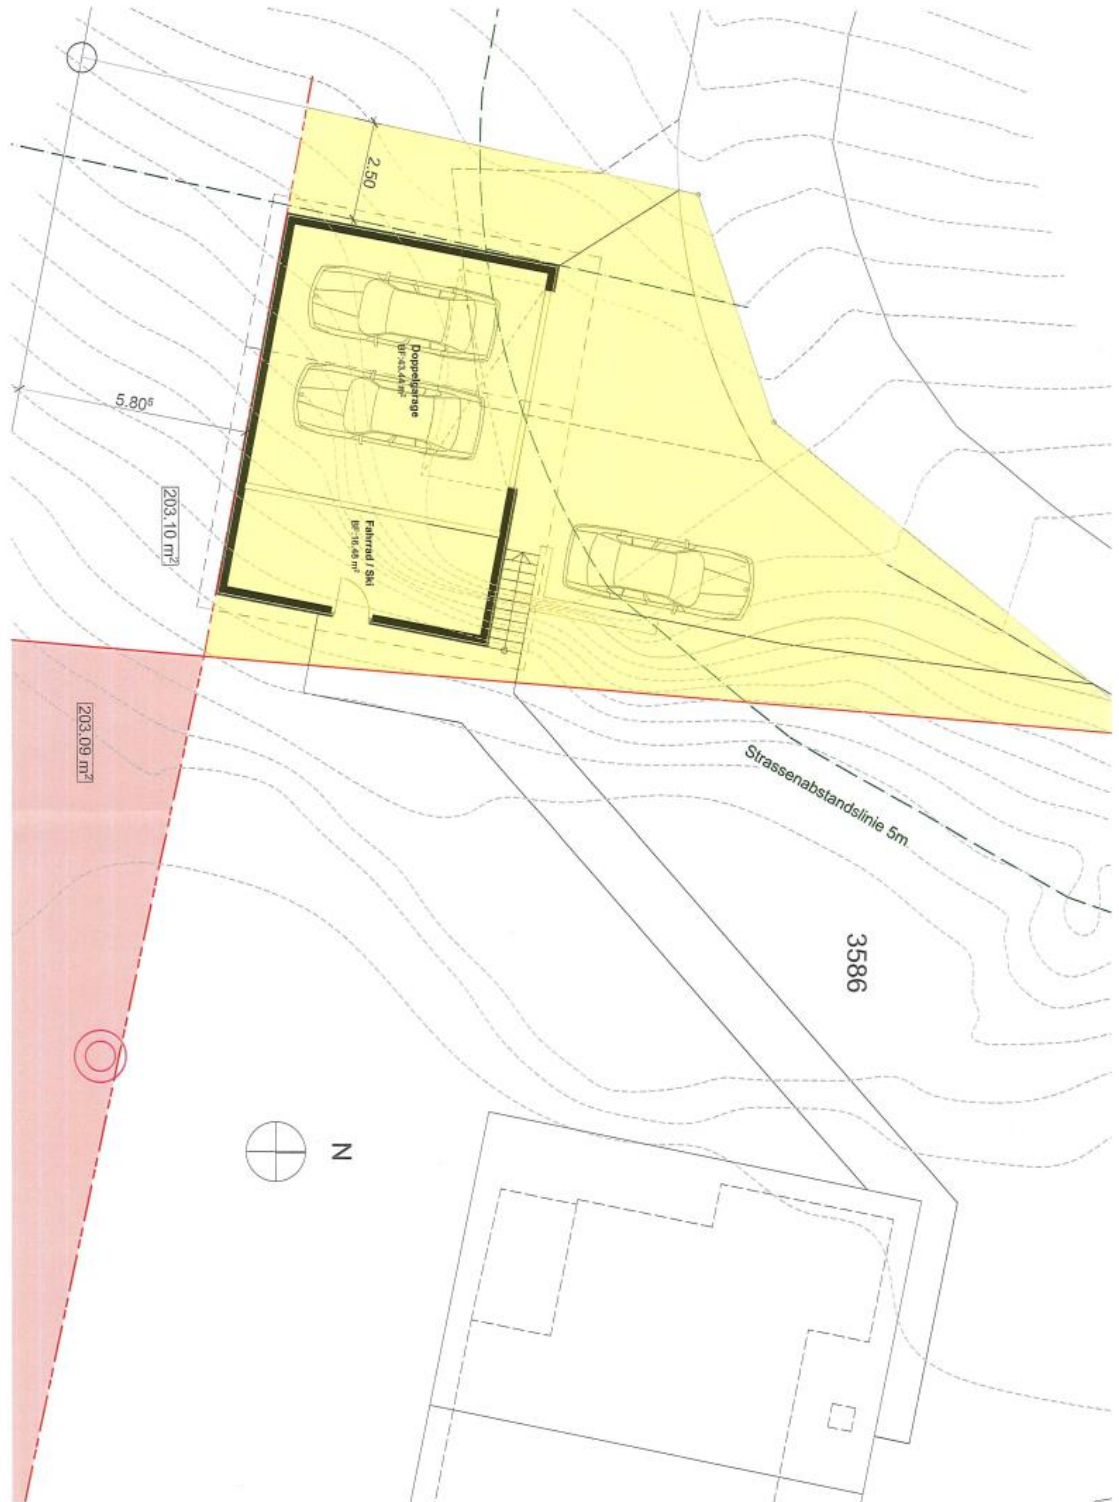 2.50
Doppelgarage
BF:43.44 m²
5.80⁵
203.10 m²
Fahrrad / Ski
BF:16.48 m²
203.09 m²
Strassenabstandslinie 5m
3586
N